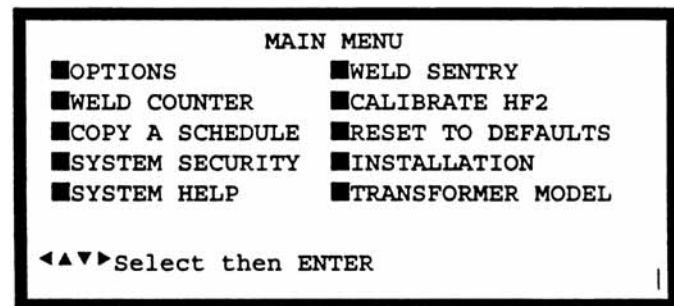 MAIN MENU
■OPTIONS ■WELD SENTRY
■WELD COUNTER ■CALIBRATE HF2
■COPY A SCHEDULE ■RESET TO DEFAULTS
■SYSTEM SECURITY ■INSTALLATION
■SYSTEM HELP ■TRANSFORMER MODEL
◄▲▼►Select then ENTER